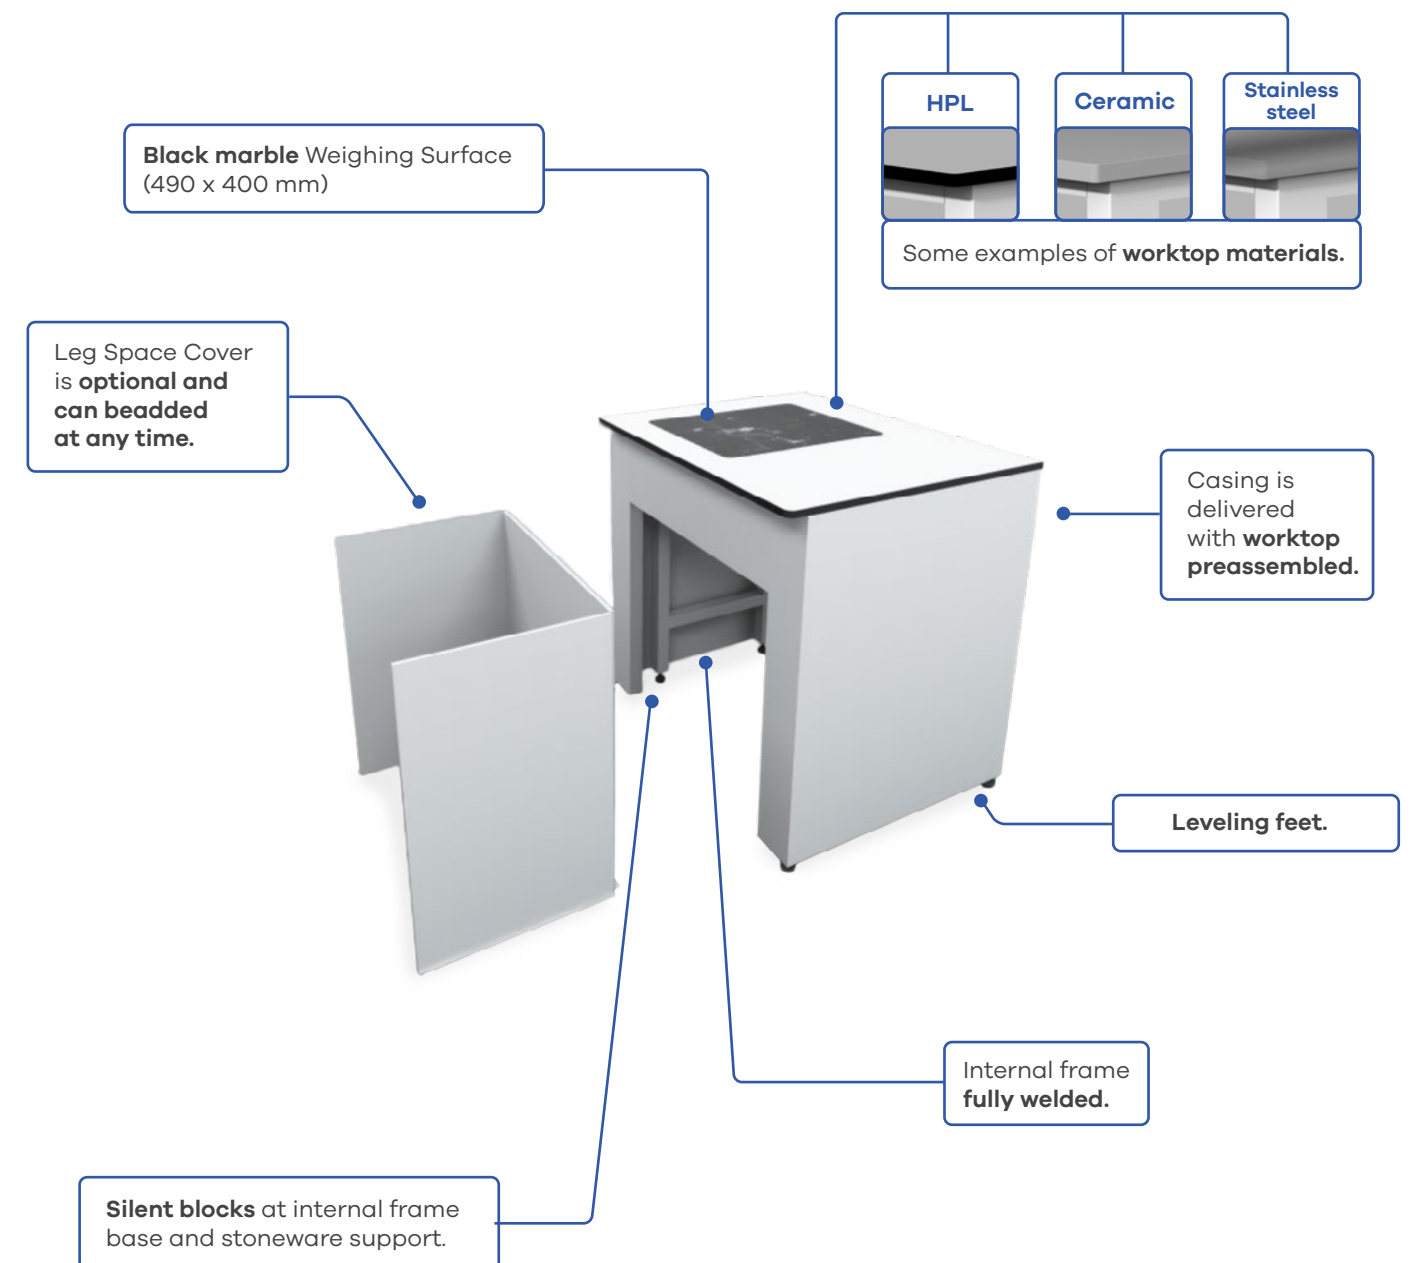 HPL
Ceramic
Stainless
steel
Some examples of worktop materials.
Black marble Weighing Surface
(490 x 400 mm)
Leg Space Cover
is optional and
can beadded
at any time.
Casing is
delivered
with worktop
preassembled.
Leveling feet.
Internal frame
fully welded.
Silent blocks at internal frame
base and stoneware support.